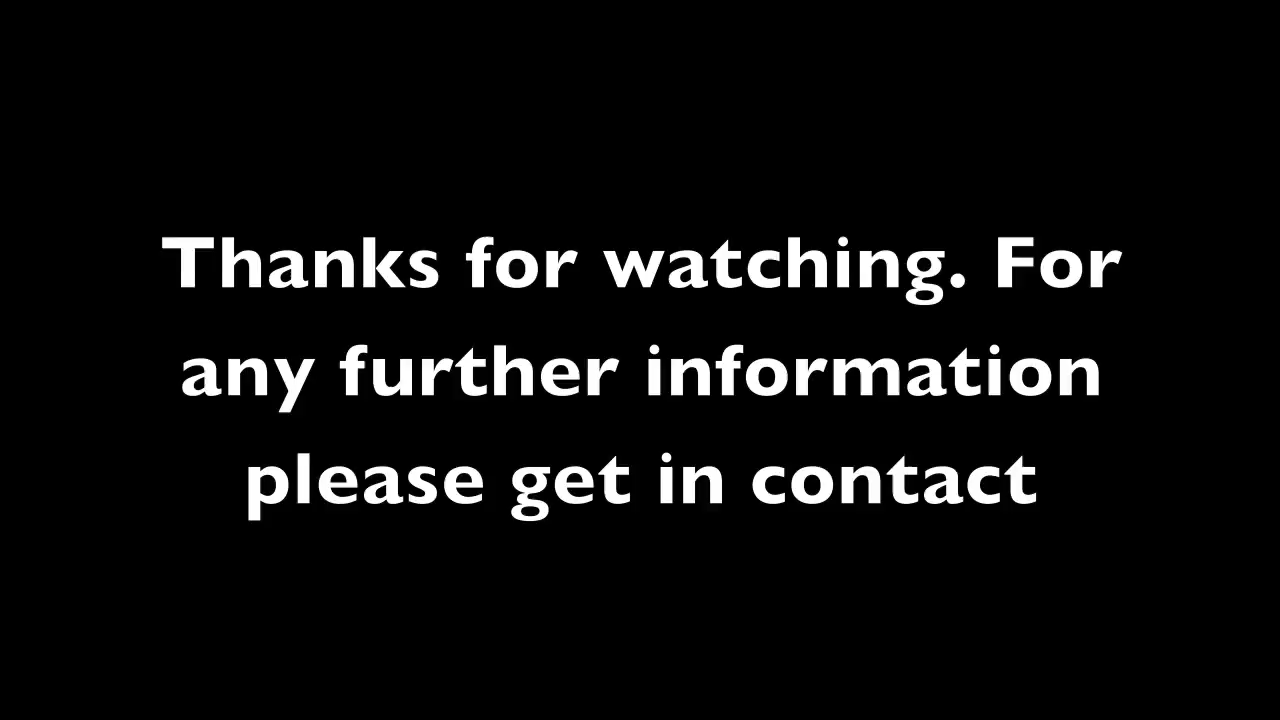 Thanks for watching. For
any further information
please get in contact